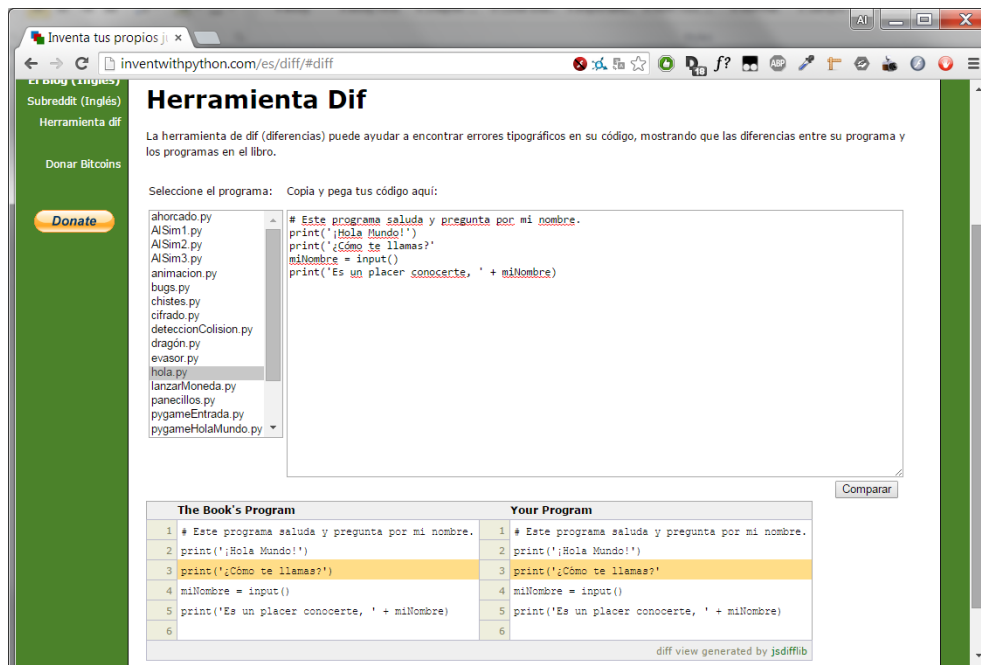 AI
Inventa tus propios ju ×
inventwithpython.com/es/diff/#diff
18
f?
ABP
El Blog (Inglés)
Subreddit (Inglés)
Herramienta dif
Donar Bitcoins
Donate
Herramienta Dif
La herramienta de dif (diferencias) puede ayudar a encontrar errores tipográficos en su código, mostrando que las diferencias entre su programa y
los programas en el libro.
Seleccione el programa: Copia y pega tus código aquí:
ahorcado.py
AISim1.py
AISim2.py
AISim3.py
animacion.py
bugs.py
chistes.py
cifrado.py
deteccionColision.py
dragón.py
evasor.py
hola.py
lanzarMoneda.py
panecillos.py
pygameEntrada.py
pygameHolaMundo.py
# Este programa saluda y pregunta por mi nombre.
print('¡Hola Mundo!')
print('¿Cómo te llamas?'
miNombre = input()
print('Es un placer conocerte, ' + miNombre)
Comparar
The Book's Program Your Program
1 # Este programa saluda y pregunta por mi nombre. 1 # Este programa saluda y pregunta por mi nombre.
2 print('¡Hola Mundo!') 2 print('¡Hola Mundo!')
3 print('¿Cómo te llamas?') 3 print('¿Cómo te llamas?'
4 miNombre = input() 4 miNombre = input()
5 print('Es un placer conocerte, ' + miNombre) 5 print('Es un placer conocerte, ' + miNombre)
6 6
diff view generated by jsdifflib